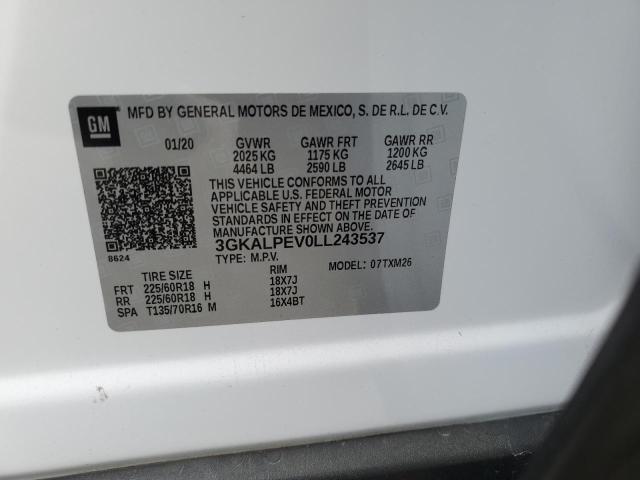 GM MFD BY GENERAL MOTORS DE MEXICO, S. DE R.L. DE C.V.
01/20 GVWR GAWR FRT GAWR RR
2025 KG 1175 KG 1200 KG
4464 LB 2590 LB 2645 LB
THIS VEHICLE CONFORMS TO ALL
APPLICABLE U.S. FEDERAL MOTOR
VEHICLE SAFETY AND THEFT PREVENTION
STANDARDS IN EFFECT ON THE DATE OF
MANUFACTURE SHOWN ABOVE.
3GKALPEV0LL243537
8624 TYPE: M.P.V. MODEL: 07TXM26
TIRE SIZE RIM
FRT 225/60R18 H 18X7J
RR 225/60R18 H 18X7J
SPA T135/70R16 M 16X4BT